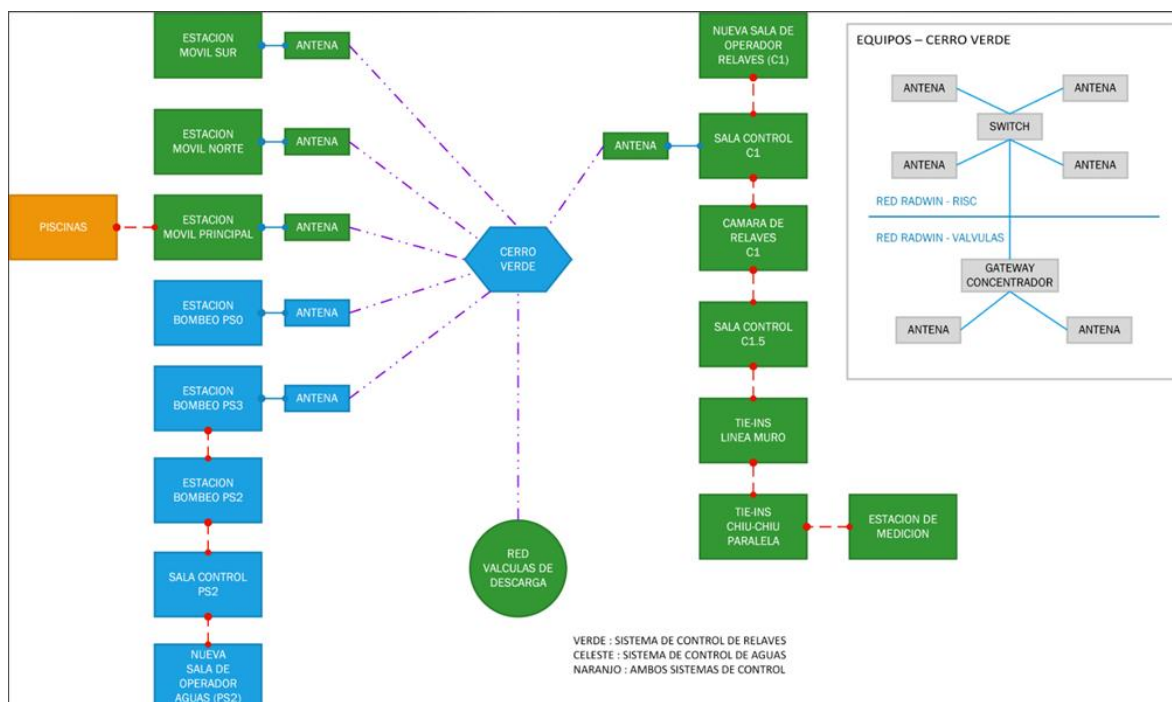 ESTACION
MOVIL SUR
ANTENA
ESTACION
MOVIL NORTE
ANTENA
PISCINAS
ESTACION
MOVIL PRINCIPAL
ANTENA
ESTACION
BOMBEO PS0
ANTENA
ESTACION
BOMBEO PS3
ANTENA
ESTACION
BOMBEO PS2
SALA CONTROL
PS2
NUEVA
SALA DE
OPERADOR
AGUAS (PS2)
CERRO
VERDE
RED
VALCULAS DE
DESCARGA
ANTENA
NUEVA SALA DE
OPERADOR
RELAVES (C1)
SALA CONTROL
C1
CAMARA DE
RELAVES
C1
SALA CONTROL
C1.5
TIE-INS
LINEA MURO
TIE-INS
CHIU-CHIU
PARALELA
ESTACION DE
MEDICION
EQUIPOS – CERRO VERDE
ANTENA
ANTENA
SWITCH
ANTENA
ANTENA
RED RADWIN - RISC
RED RADWIN - VALVULAS
GATEWAY
CONCENTRADOR
ANTENA
ANTENA
VERDE : SISTEMA DE CONTROL DE RELAVES
CELESTE : SISTEMA DE CONTROL DE AGUAS
NARANJO : AMBOS SISTEMAS DE CONTROL